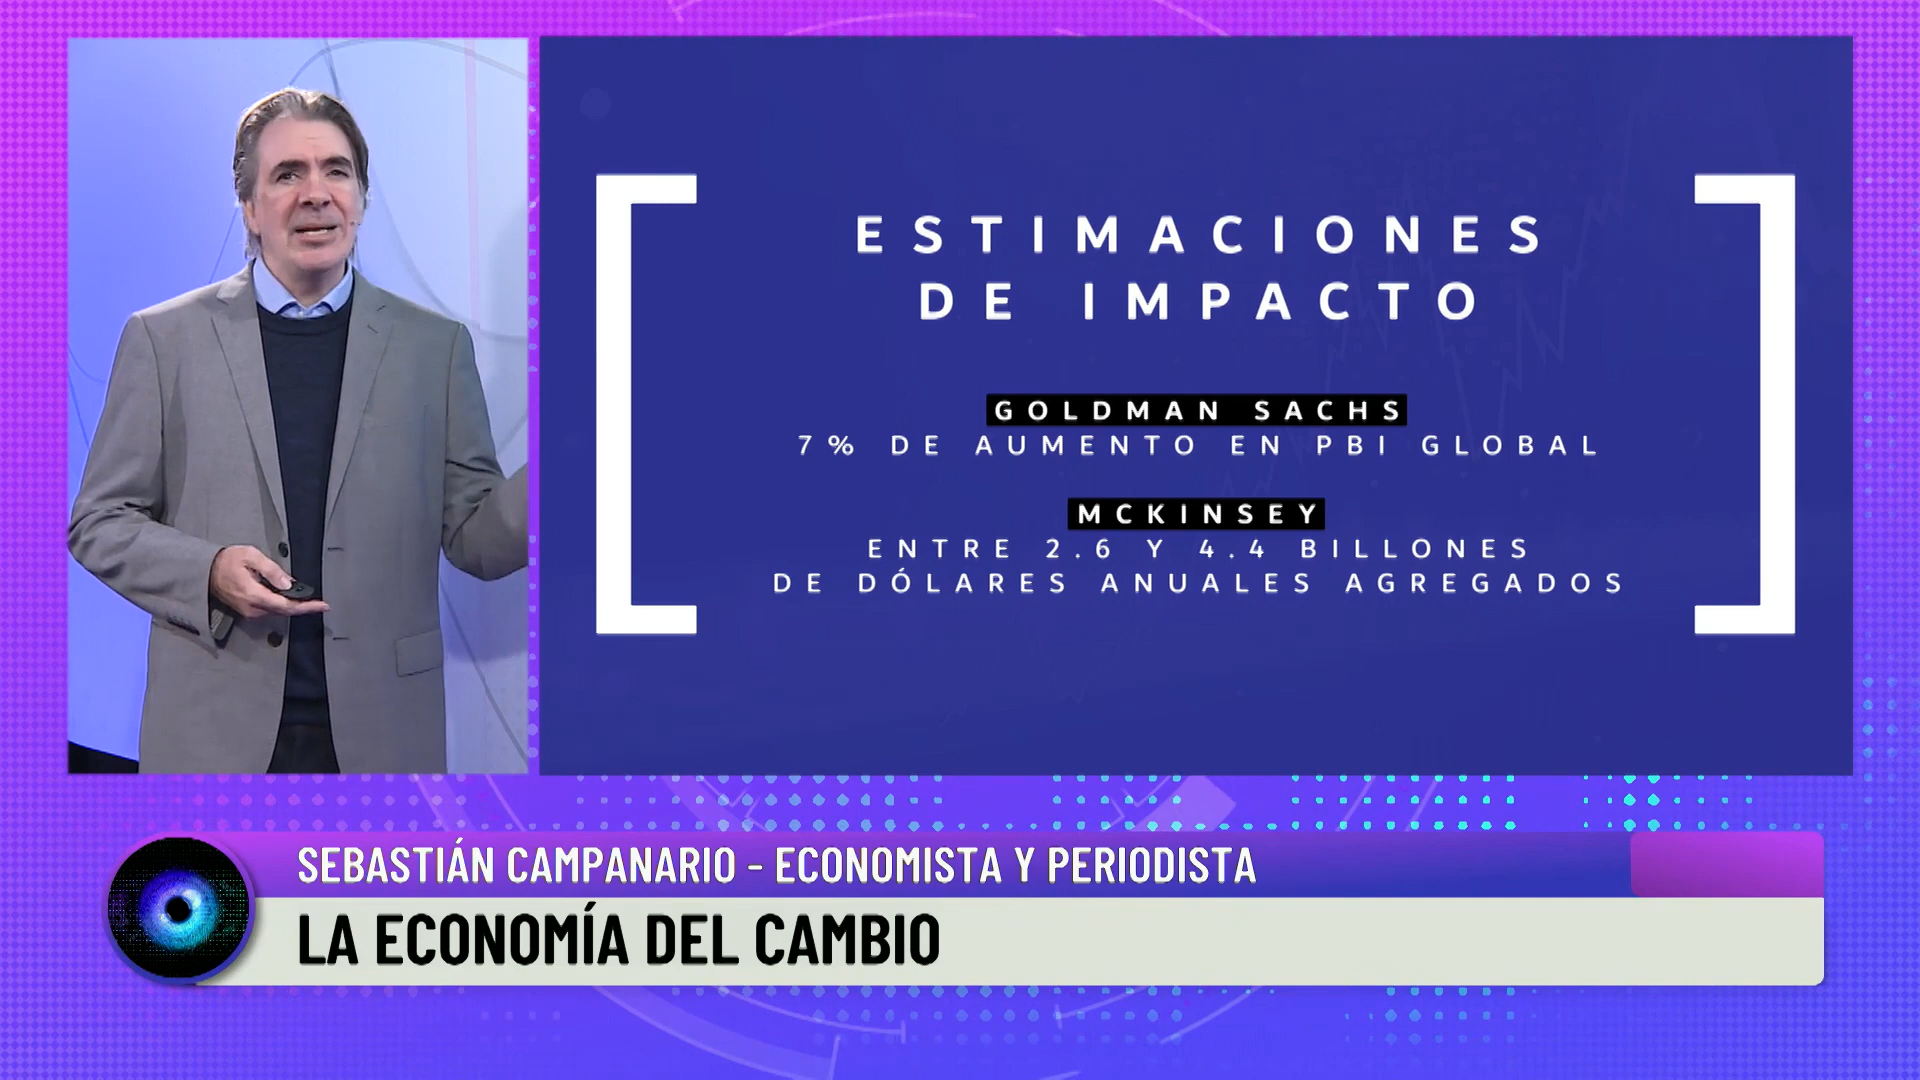 ESTIMACIONES
DE IMPACTO
GOLDMAN SACHS
7% DE AUMENTO EN PBI GLOBAL
MCKINSEY
ENTRE 2.6 Y 4.4 BILLONES
DE DÓLARES ANUALES AGREGADOS
SEBASTIÁN CAMPANARIO - ECONOMISTA Y PERIODISTA
LA ECONOMÍA DEL CAMBIO